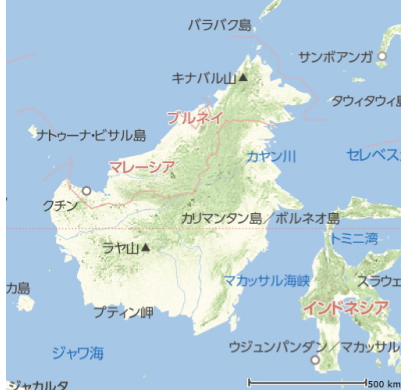 バラバク島
サンボアンガ
キナバル山
タウィタウィ島
ブルネイ
ナトゥーナ・ビサル島
マレーシア
カヤン川
セレベス
クチン
カリマンタン島／ボルネオ島
トミニ湾
ラヤ山
マカッサル海峡
スラウェ
カ島
プティン岬
インドネシア
ウジュンパンダン／マカッサル
ジャワ海
ジャカルタ
500 km